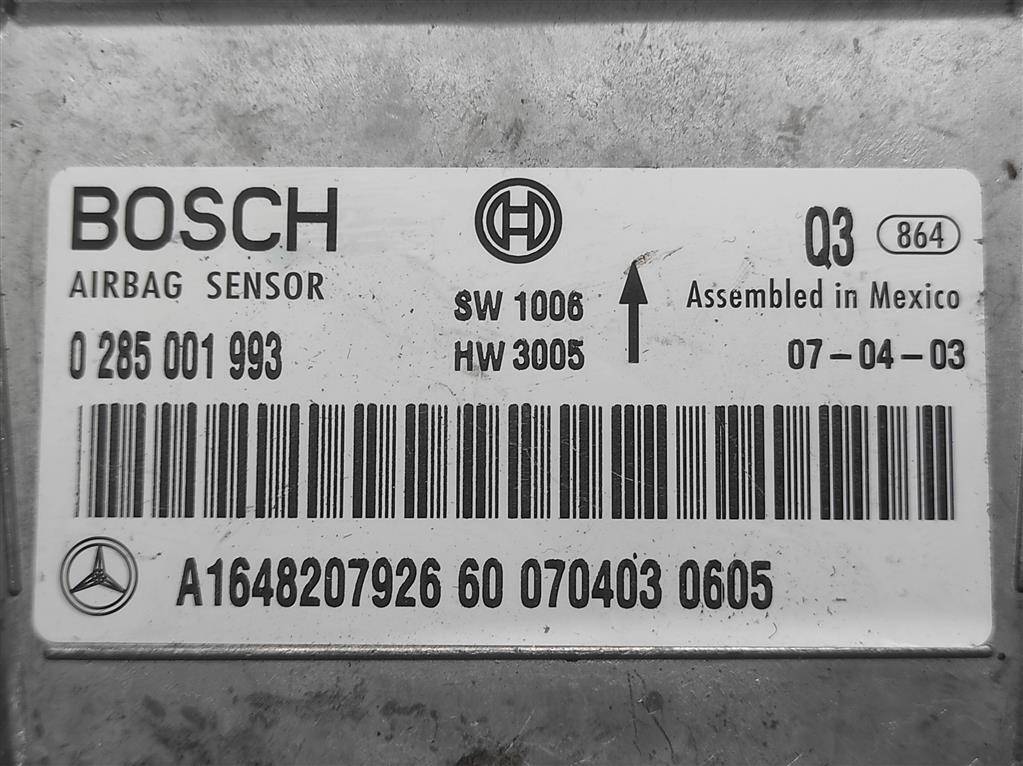 BOSCH
Q3 864
AIRBAG SENSOR
SW 1006
Assembled in Mexico
0 285 001 993
HW 3005
07-04-03
A1648207926 60 070403 0605